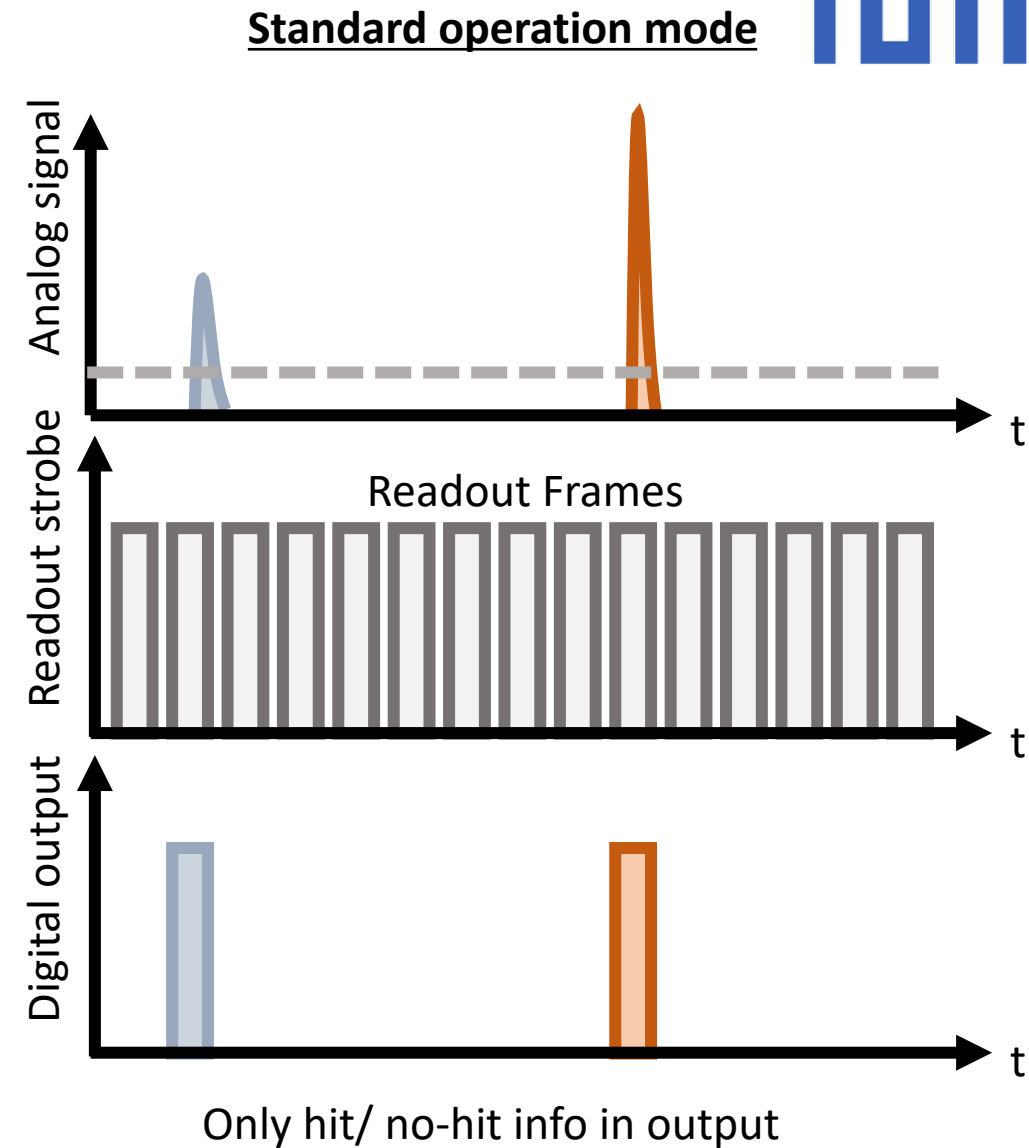 Standard operation mode
Analog signal
t
Readout strobe
Readout Frames
t
Digital output
t
Only hit/ no-hit info in output